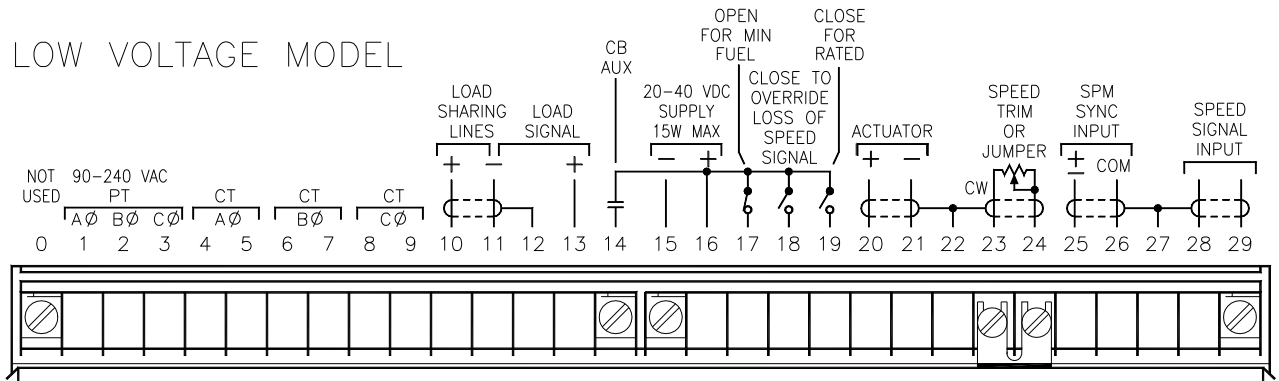 LOW VOLTAGE MODEL
NOT
USED
0
90-240 VAC
PT
AØ BØ CØ
1 2 3
CT
AØ
4 5
CT
BØ
6 7
CT
CØ
8 9
LOAD
SHARING
LINES
+ −
10 11
LOAD
SIGNAL
+
12 13
CB
AUX
14
20-40 VDC
SUPPLY
15W MAX
− +
15 16
OPEN
FOR MIN
FUEL
17
CLOSE TO
OVERRIDE
LOSS OF
SPEED
SIGNAL
18
CLOSE
FOR
RATED
19
ACTUATOR
+ −
20 21
22
SPEED
TRIM
OR
JUMPER
CW
23 24
SPM
SYNC
INPUT
± COM
25 26
27
SPEED
SIGNAL
INPUT
28 29